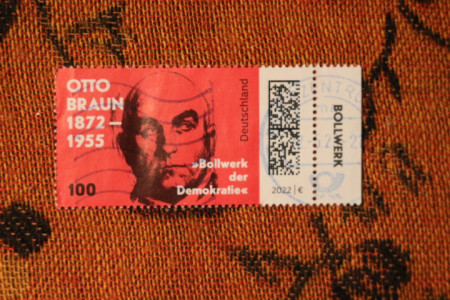 OTTO
BRAUN
1872 –
1955
»Bollwerk
der
Demokratie«
100
Deutschland
2022 | €
BOLLWERK